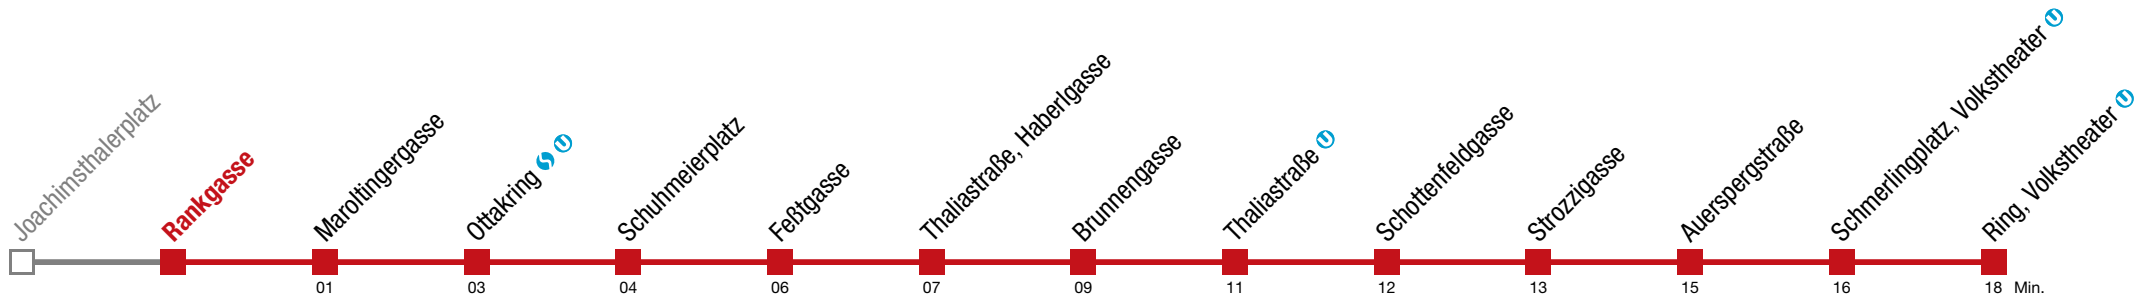 Joachimsthalerplatz
Rankgasse
Maroltingergasse
Ottakring
Schuhmeierplatz
Feßtgasse
Thaliastraße, Haberlgasse
Brunnengasse
Thaliastraße U
Schottenfeldgasse
Strozzigasse
Auerspergstraße
Schmerlingplatz, Volkstheater U
Ring, Volkstheater U
01 03 04 06 07 09 11 12 13 15 16 18 Min.